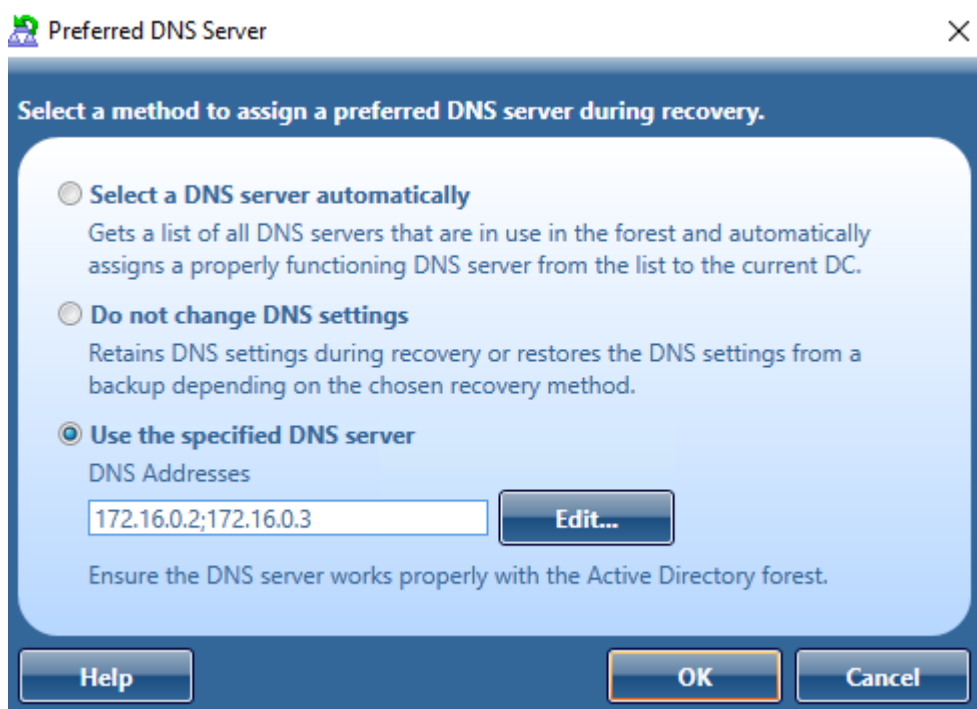 Preferred DNS Server
Select a method to assign a preferred DNS server during recovery.
Select a DNS server automatically
Gets a list of all DNS servers that are in use in the forest and automatically
assigns a properly functioning DNS server from the list to the current DC.
Do not change DNS settings
Retains DNS settings during recovery or restores the DNS settings from a
backup depending on the chosen recovery method.
Use the specified DNS server
DNS Addresses
172.16.0.2;172.16.0.3
Edit...
Ensure the DNS server works properly with the Active Directory forest.
Help
OK
Cancel